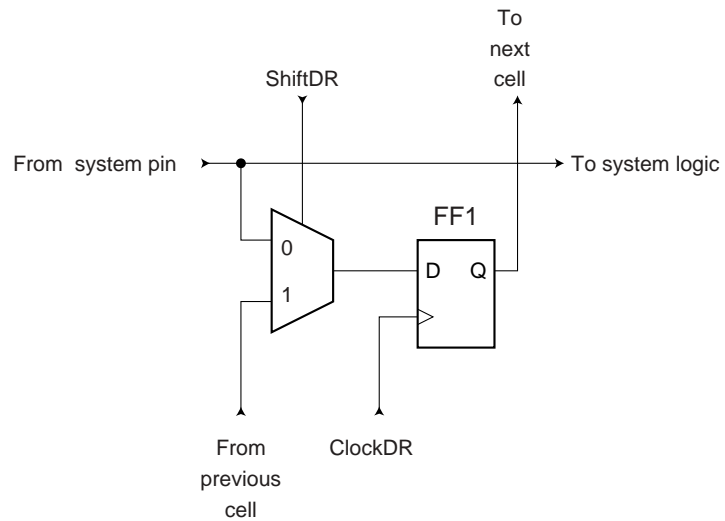 To
next
cell
ShiftDR
From system pin
To system logic
FF1
0
D Q
1
From
previous
cell
ClockDR